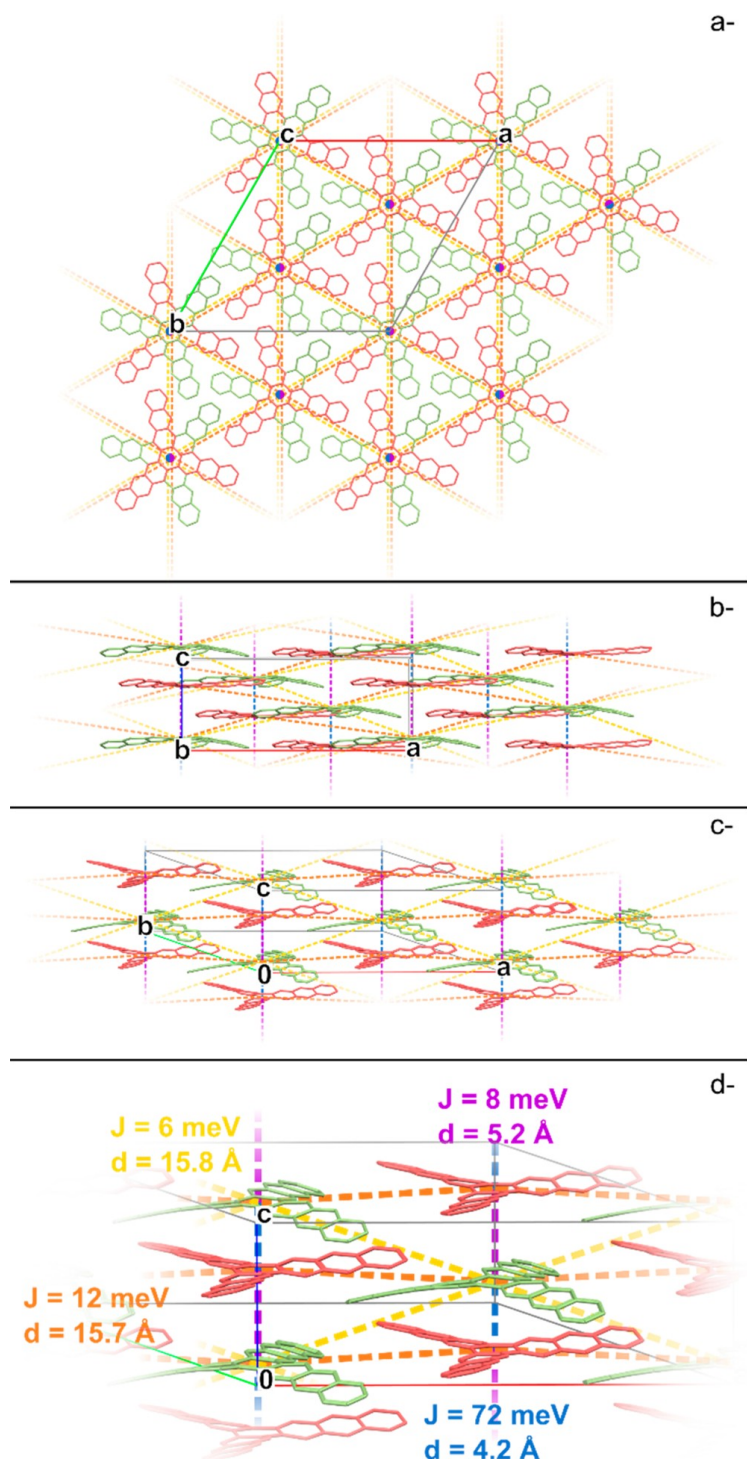 a-
c a
b
b-
c
b a
c-
c
b
0 a
d-
J = 8 meV
d = 5.2 Å
J = 6 meV
d = 15.8 Å
c
J = 12 meV
d = 15.7 Å
0
J = 72 meV
d = 4.2 Å